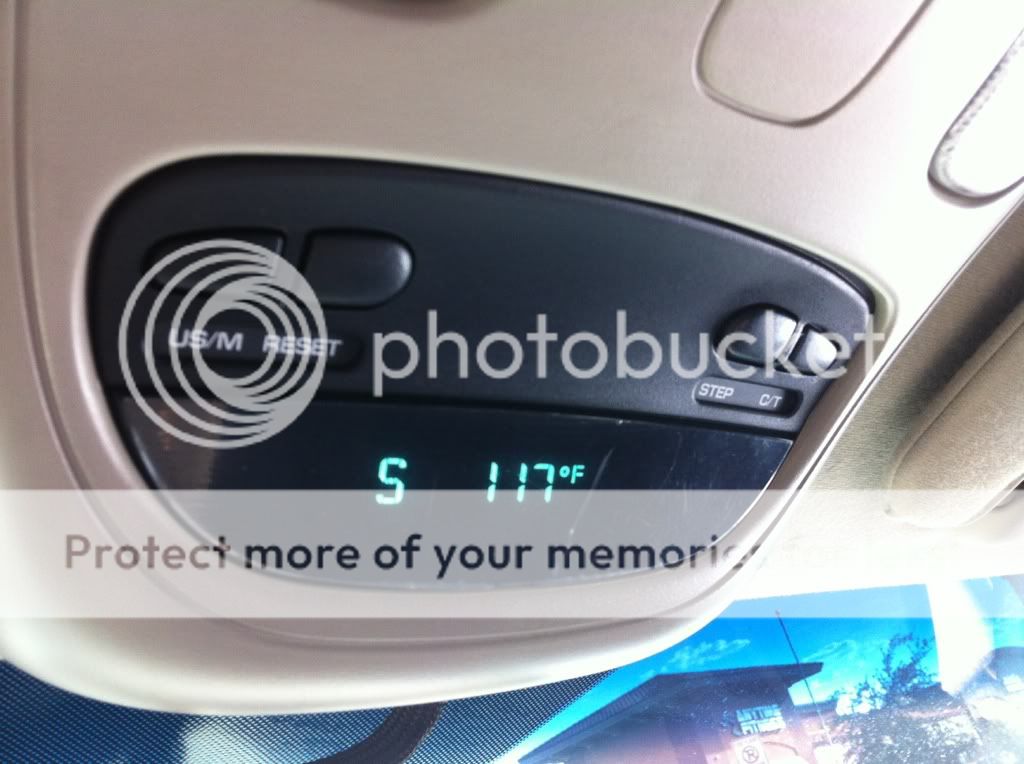 photobucket
US/M RESET
STEP C/T
S 117°F
Protect more of your memories